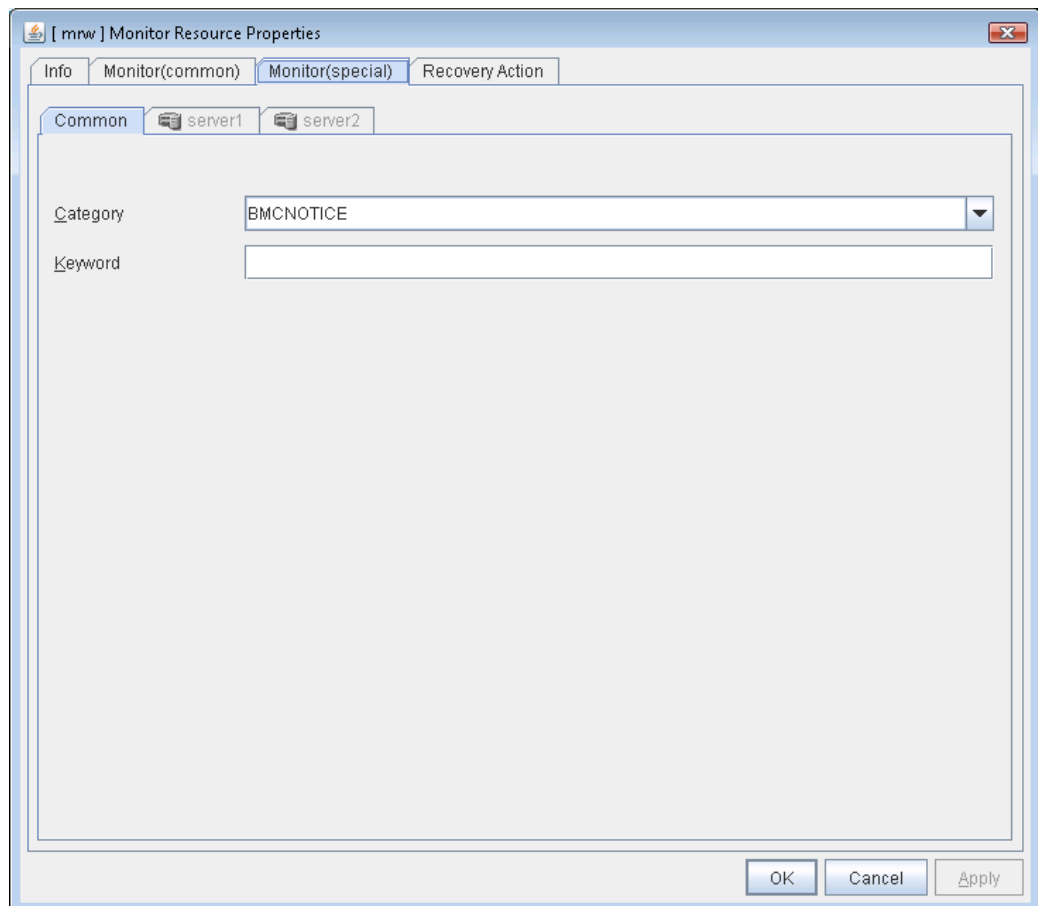 [ mrw ] Monitor Resource Properties
Info Monitor(common) Monitor(special) Recovery Action
Common server1 server2
Category BMCNOTICE
Keyword
OK Cancel Apply